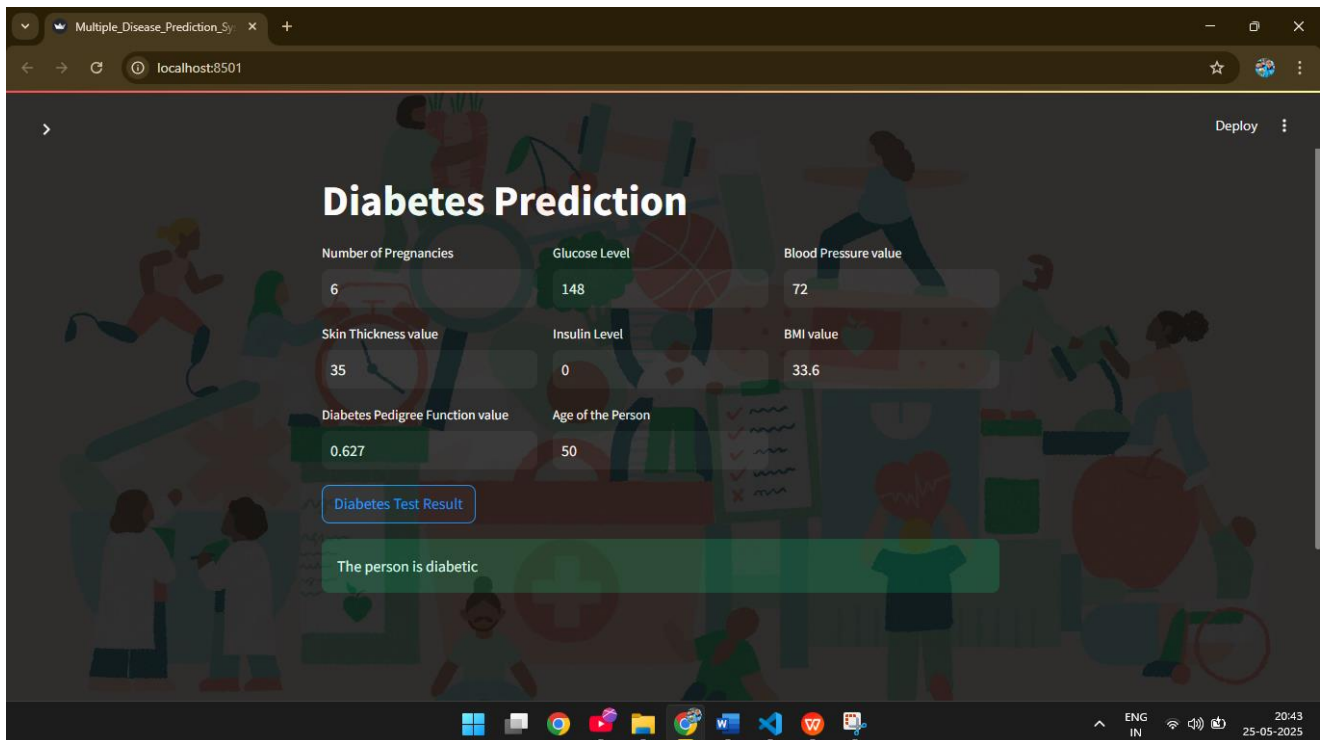 Multiple_Disease_Prediction_Sy
localhost:8501
Deploy
Diabetes Prediction
Number of Pregnancies Glucose Level Blood Pressure value
6 148 72
Skin Thickness value Insulin Level BMI value
35 0 33.6
Diabetes Pedigree Function value Age of the Person
0.627 50
Diabetes Test Result
The person is diabetic
ENG 20:43
IN 25-05-2025